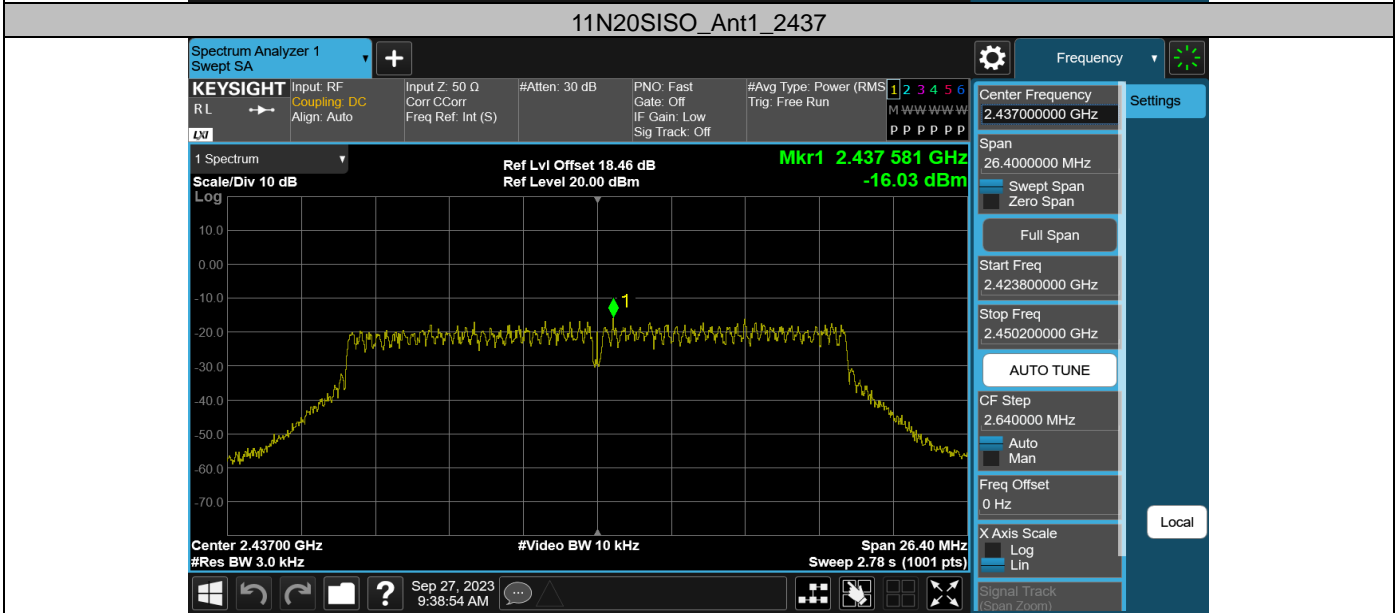 11N20SISO_Ant1_2437
Spectrum Analyzer 1
Swept SA
+
Frequency
KEYSIGHT
RL
LXI
Input: RF
Coupling: DC
Align: Auto
Input Z: 50 Ω
Corr CCorr
Freq Ref: Int (S)
#Atten: 30 dB
PNO: Fast
Gate: Off
IF Gain: Low
Sig Track: Off
#Avg Type: Power (RMS
Trig: Free Run
1 2 3 4 5 6
M W W W W W
P P P P P P
1 Spectrum
Scale/Div 10 dB
Log
Ref Lvl Offset 18.46 dB
Ref Level 20.00 dBm
Mkr1 2.437 581 GHz
-16.03 dBm
10.0
0.00
-10.0
-20.0
-30.0
-40.0
-50.0
-60.0
-70.0
1
Center 2.43700 GHz
#Res BW 3.0 kHz
#Video BW 10 kHz
Span 26.40 MHz
Sweep 2.78 s (1001 pts)
?
Sep 27, 2023
9:38:54 AM
Center Frequency
2.437000000 GHz
Span
26.4000000 MHz
Swept Span
Zero Span
Full Span
Start Freq
2.423800000 GHz
Stop Freq
2.450200000 GHz
AUTO TUNE
CF Step
2.640000 MHz
Auto
Man
Freq Offset
0 Hz
X Axis Scale
Log
Lin
Signal Track
(Span Zoom)
Settings
Local